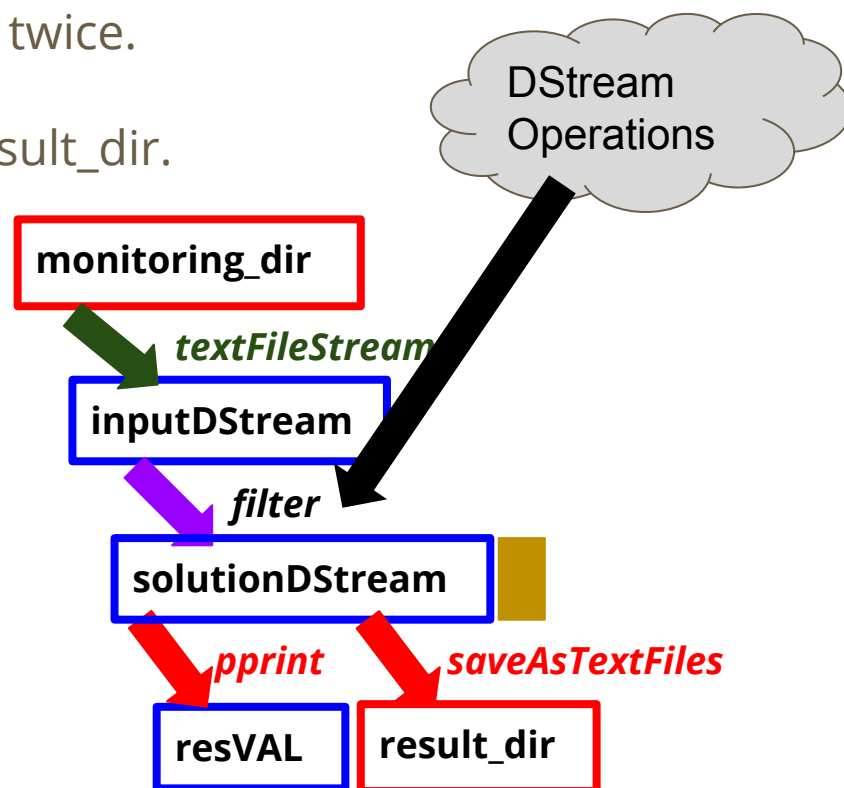 twice.
DStream
Operations
sult_dir.
monitoring_dir
textFileStream
inputDStream
filter
solutionDStream
pprint saveAsTextFiles
resVAL result_dir